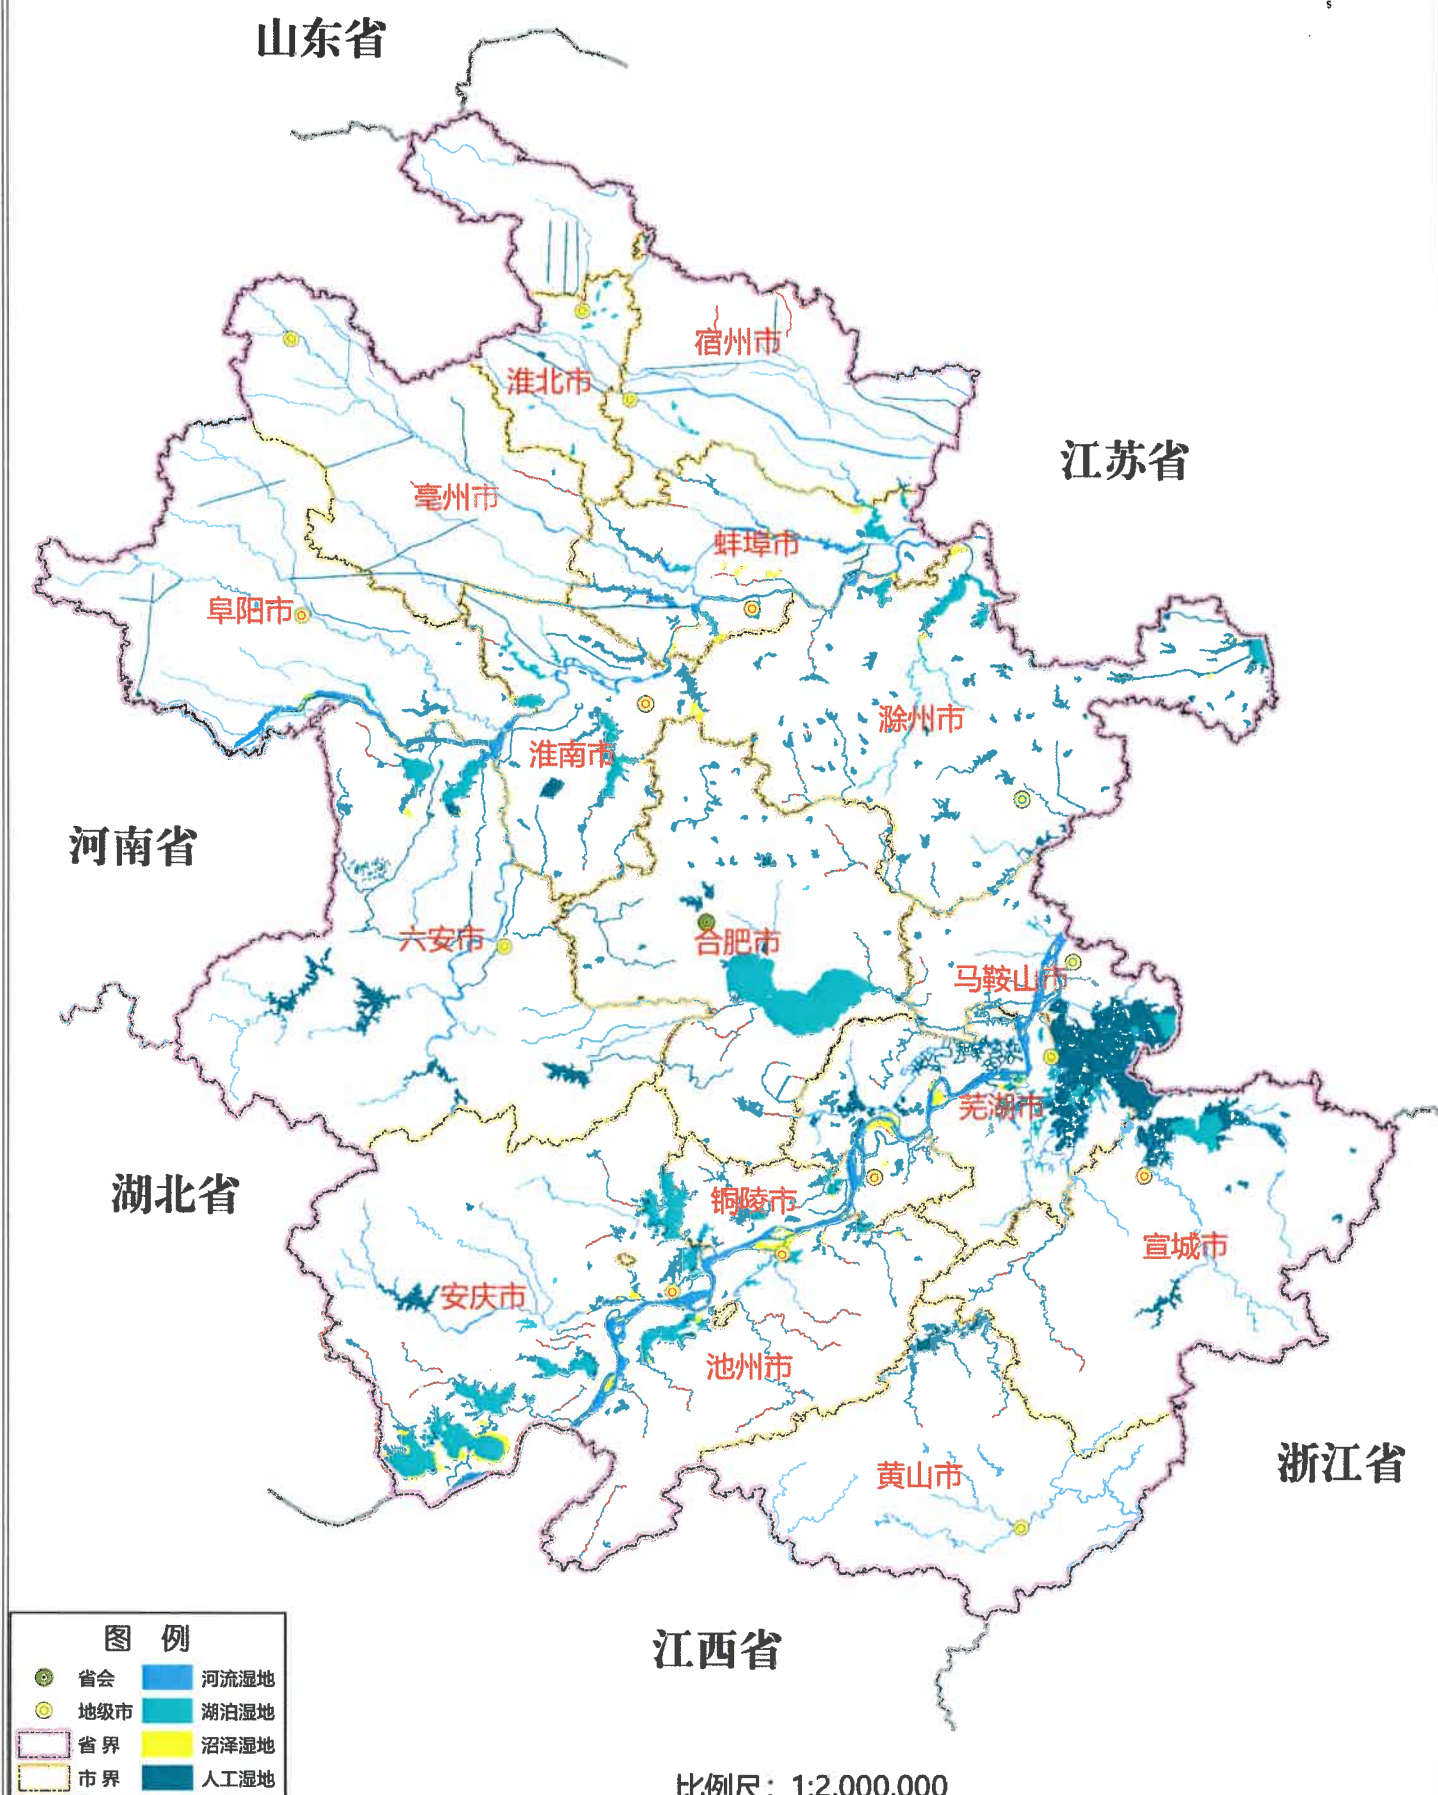 s
山东省
宿州市
淮北市
江苏省
亳州市
蚌埠市
阜阳市
滁州市
淮南市
河南省
六安市
合肥市
马鞍山市
芜湖市
湖北省
铜陵市
宣城市
安庆市
池州市
浙江省
黄山市
江西省
图 例
省会 河流湿地
地级市 湖泊湿地
省界 沼泽湿地
市界 人工湿地
比例尺：1:2,000,000